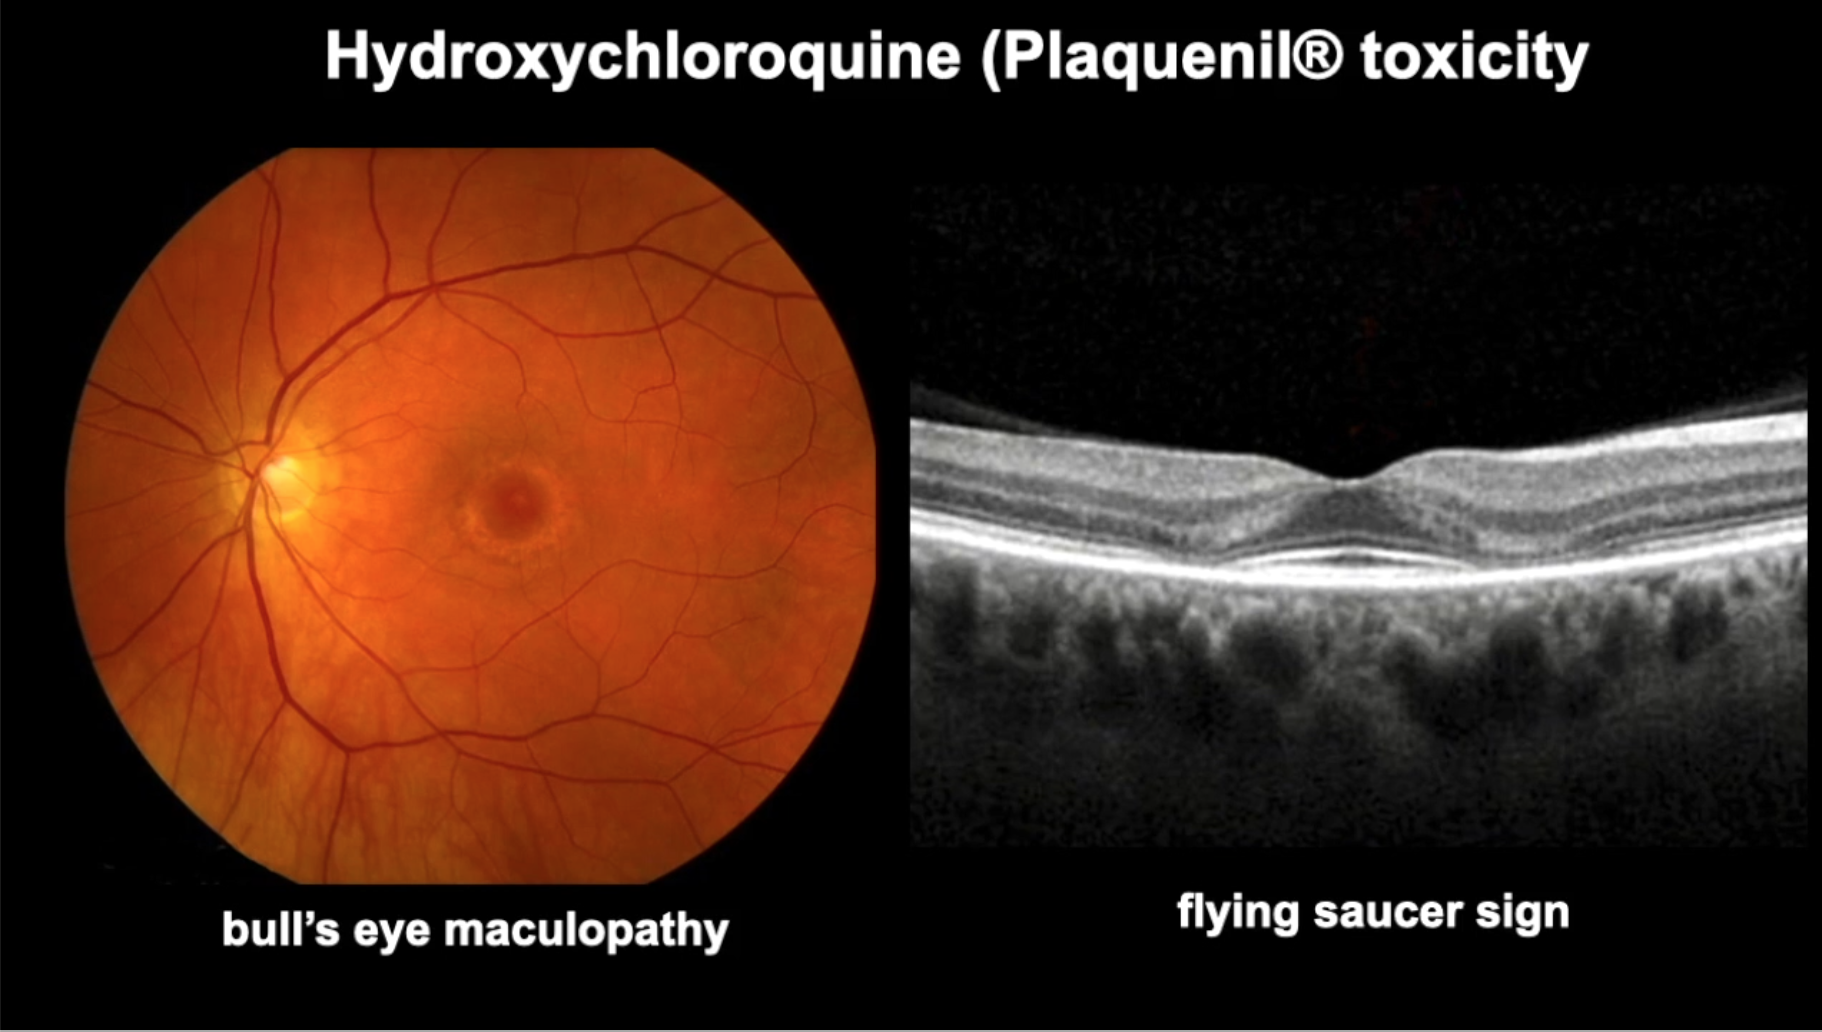 Hydroxychloroquine (Plaquenil® toxicity
bull’s eye maculopathy
flying saucer sign